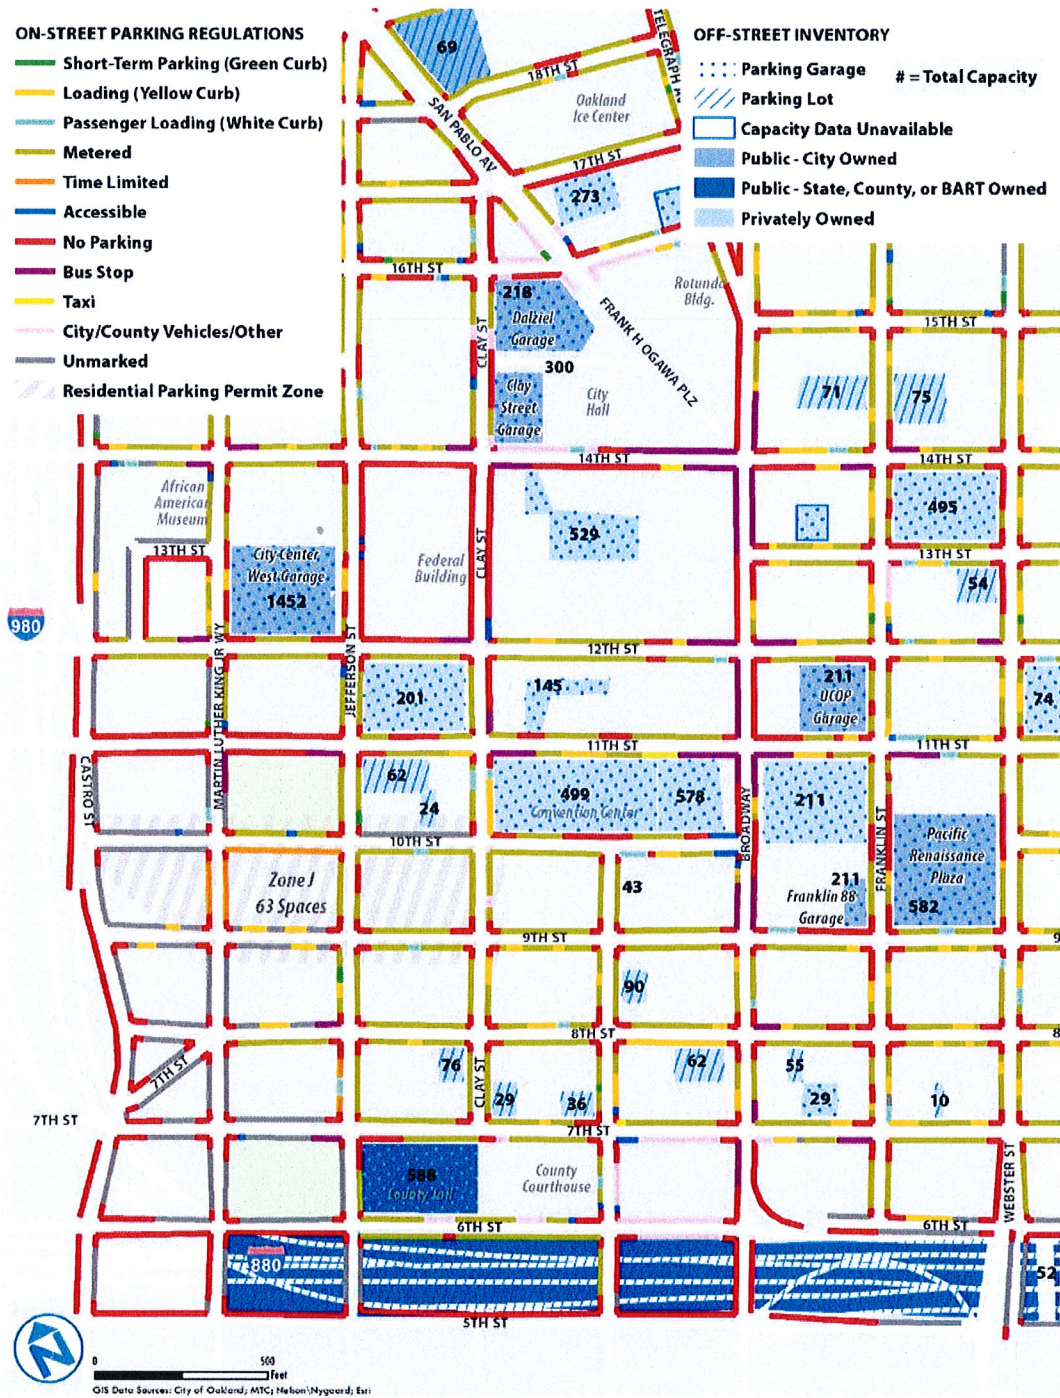 ON-STREET PARKING REGULATIONS
Short-Term Parking (Green Curb)
Loading (Yellow Curb)
Passenger Loading (White Curb)
Metered
Time Limited
Accessible
No Parking
Bus Stop
Taxi
City/County Vehicles/Other
Unmarked
Residential Parking Permit Zone
OFF-STREET INVENTORY
Parking Garage
# = Total Capacity
Parking Lot
Capacity Data Unavailable
Public - City Owned
Public - State, County, or BART Owned
Privately Owned
69
18TH ST
TELEGRAPH AV
SAN PABLO AV
Oakland
Ice Center
17TH ST
273
16TH ST
218
Dalziel
Garage
Rotunda
Bldg.
FRANK H OGAWA PLZ
15TH ST
CLAY ST
300
Clay
Street
Garage
City
Hall
71
75
14TH ST
14TH ST
African
American
Museum
13TH ST
City Center
West Garage
1452
Federal
Building
CLAY ST
529
495
13TH ST
54
980
12TH ST
MARTIN LUTHER KING JR WY
JEFFERSON ST
201
145
211
UCOP
Garage
74
11TH ST
11TH ST
CASTRO ST
62
24
499
578
Convention Center
BROADWAY
211
FRANKLIN ST
Pacific
Renaissance
Plaza
582
10TH ST
Zone J
63 Spaces
43
211
Franklin 88
Garage
9TH ST
9
90
8TH ST
8
7TH ST
76
CLAY ST
29
36
62
55
29
10
7TH ST
7TH ST
588
County Jail
County
Courthouse
WEBSTER ST
6TH ST
6TH ST
880
52
5TH ST
0
500
Feet
GIS Data Sources: City of Oakland; MTC; Nelson\Nygaard; Esri